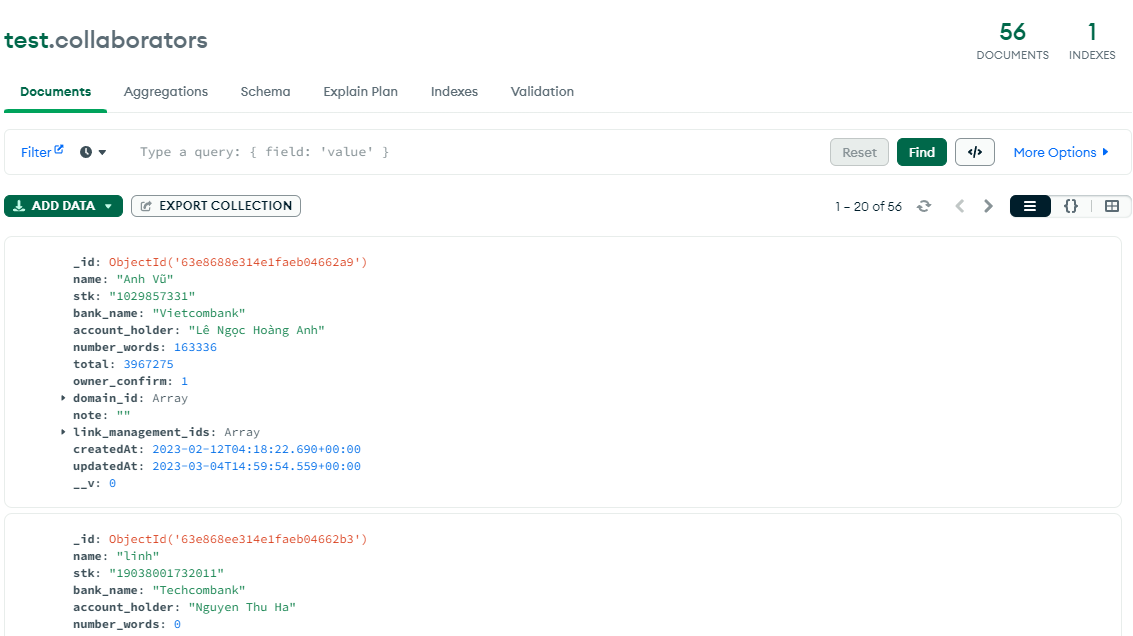 test.collaborators
56
DOCUMENTS
1
INDEXES
Documents Aggregations Schema Explain Plan Indexes Validation
Filter Type a query: { field: 'value' } Reset Find </> More Options
ADD DATA EXPORT COLLECTION 1 – 20 of 56 {}
_id: ObjectId('63e8688e314e1faeb04662a9')
name: "Anh Vũ"
stk: "1029857331"
bank_name: "Vietcombank"
account_holder: "Lê Ngọc Hoàng Anh"
number_words: 163336
total: 3967275
owner_confirm: 1
domain_id: Array
note: ""
link_management_ids: Array
createdAt: 2023-02-12T04:18:22.690+00:00
updatedAt: 2023-03-04T14:59:54.559+00:00
__v: 0
_id: ObjectId('63e868ee314e1faeb04662b3')
name: "linh"
stk: "19038001732011"
bank_name: "Techcombank"
account_holder: "Nguyen Thu Ha"
number_words: 0